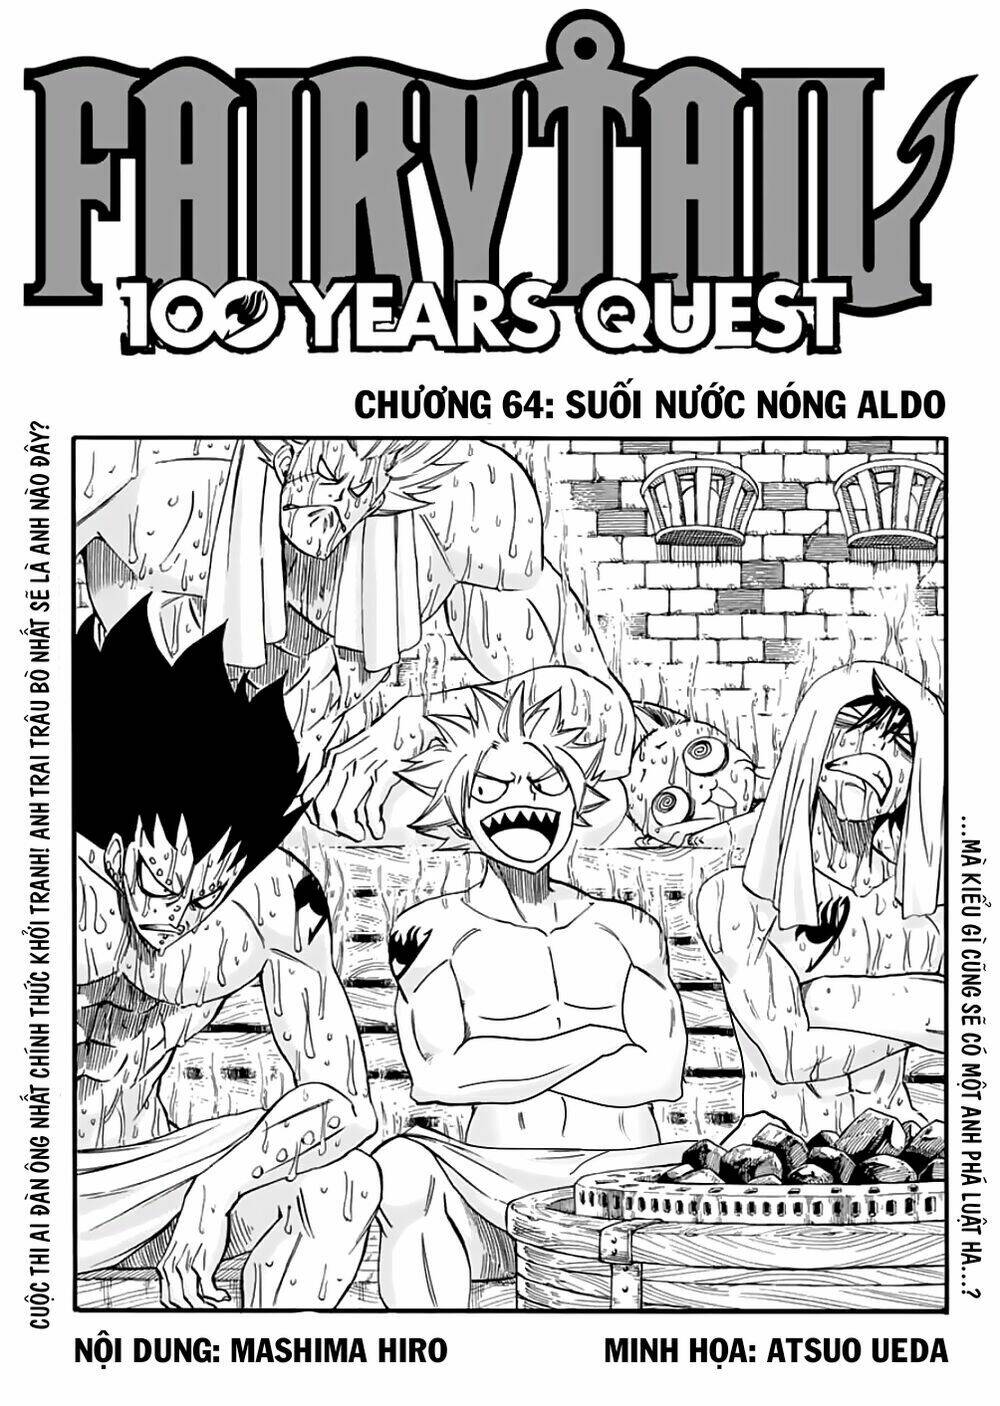 FAIRY TAIL
100 YEARS QUEST
CHƯƠNG 64: SUỐI NƯỚC NÓNG ALDO
CUỘC THI AI ĐÀN ÔNG NHẤT CHÍNH THỨC KHỞI TRANH! ANH TRAI TRÂU BÒ NHẤT SẼ LÀ ANH NÀO ĐÂY?
...MÀ KIỂU GÌ CŨNG SẼ CÓ MỘT ANH PHÁ LUẬT HA...?
NỘI DUNG: MASHIMA HIRO
MINH HỌA: ATSUO UEDA